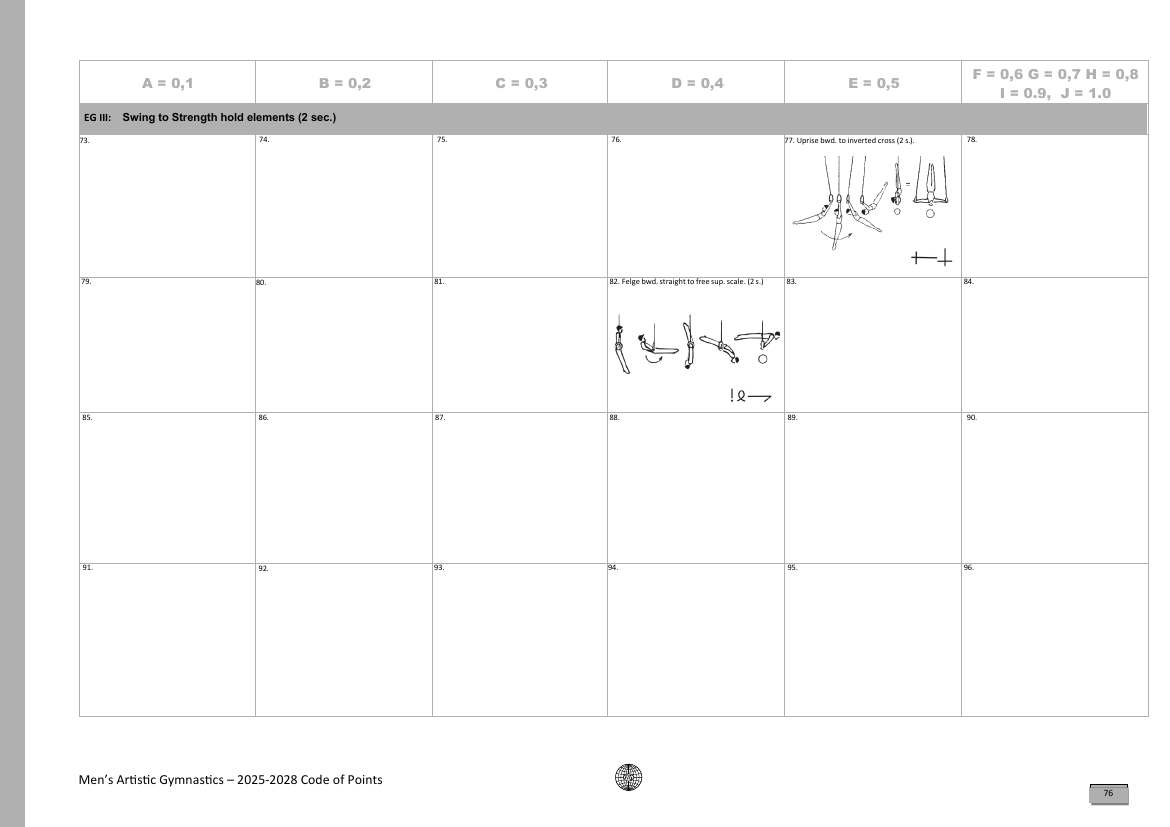 A = 0,1
B = 0,2
C = 0,3
D = 0,4
E = 0,5
F = 0,6 G = 0,7 H = 0,8
I = 0.9, J = 1.0
EG III: Swing to Strength hold elements (2 sec.)
73.
74.
75.
76.
77. Uprise bwd. to inverted cross (2 s.).
=
78.
79.
80.
81.
82. Felge bwd. straight to free sup. scale. (2 s.)
83.
84.
85.
86.
87.
88.
89.
90.
91.
92.
93.
94.
95.
96.
Men's Artistic Gymnastics – 2025-2028 Code of Points
76